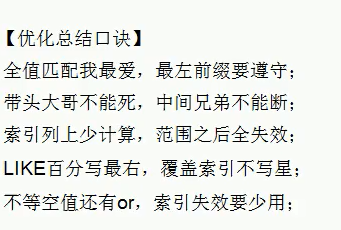 【优化总结口诀】
全值匹配我最爱，最左前缀要遵守；
带头大哥不能死，中间兄弟不能断；
索引列上少计算，范围之后全失效；
LIKE百分写最右，覆盖索引不写星；
不等空值还有or，索引失效要少用；